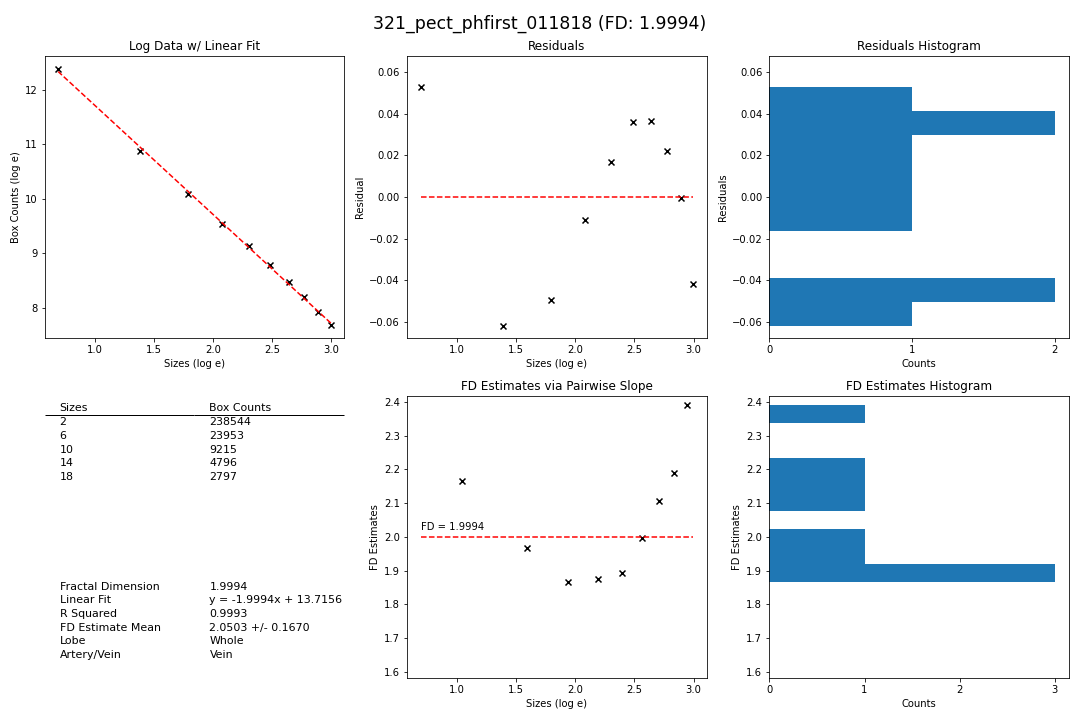 321_pect_phfirst_011818 (FD: 1.9994)
Log Data w/ Linear Fit
12
11
10
9
8
Box Counts (log e)
1.0 1.5 2.0 2.5 3.0
Sizes (log e)
Residuals
0.06
0.04
0.02
0.00
−0.02
−0.04
−0.06
Residual
1.0 1.5 2.0 2.5 3.0
Sizes (log e)
Residuals Histogram
0.06
0.04
0.02
0.00
−0.02
−0.04
−0.06
Residuals
0 1 2
Counts
Sizes Box Counts
2 238544
6 23953
10 9215
14 4796
18 2797
Fractal Dimension 1.9994
Linear Fit y = -1.9994x + 13.7156
R Squared 0.9993
FD Estimate Mean 2.0503 +/- 0.1670
Lobe Whole
Artery/Vein Vein
FD Estimates via Pairwise Slope
2.4
2.3
2.2
2.1
2.0
1.9
1.8
1.7
1.6
FD Estimates
FD = 1.9994
1.0 1.5 2.0 2.5 3.0
Sizes (log e)
FD Estimates Histogram
2.4
2.3
2.2
2.1
2.0
1.9
1.8
1.7
1.6
FD Estimates
0 1 2 3
Counts